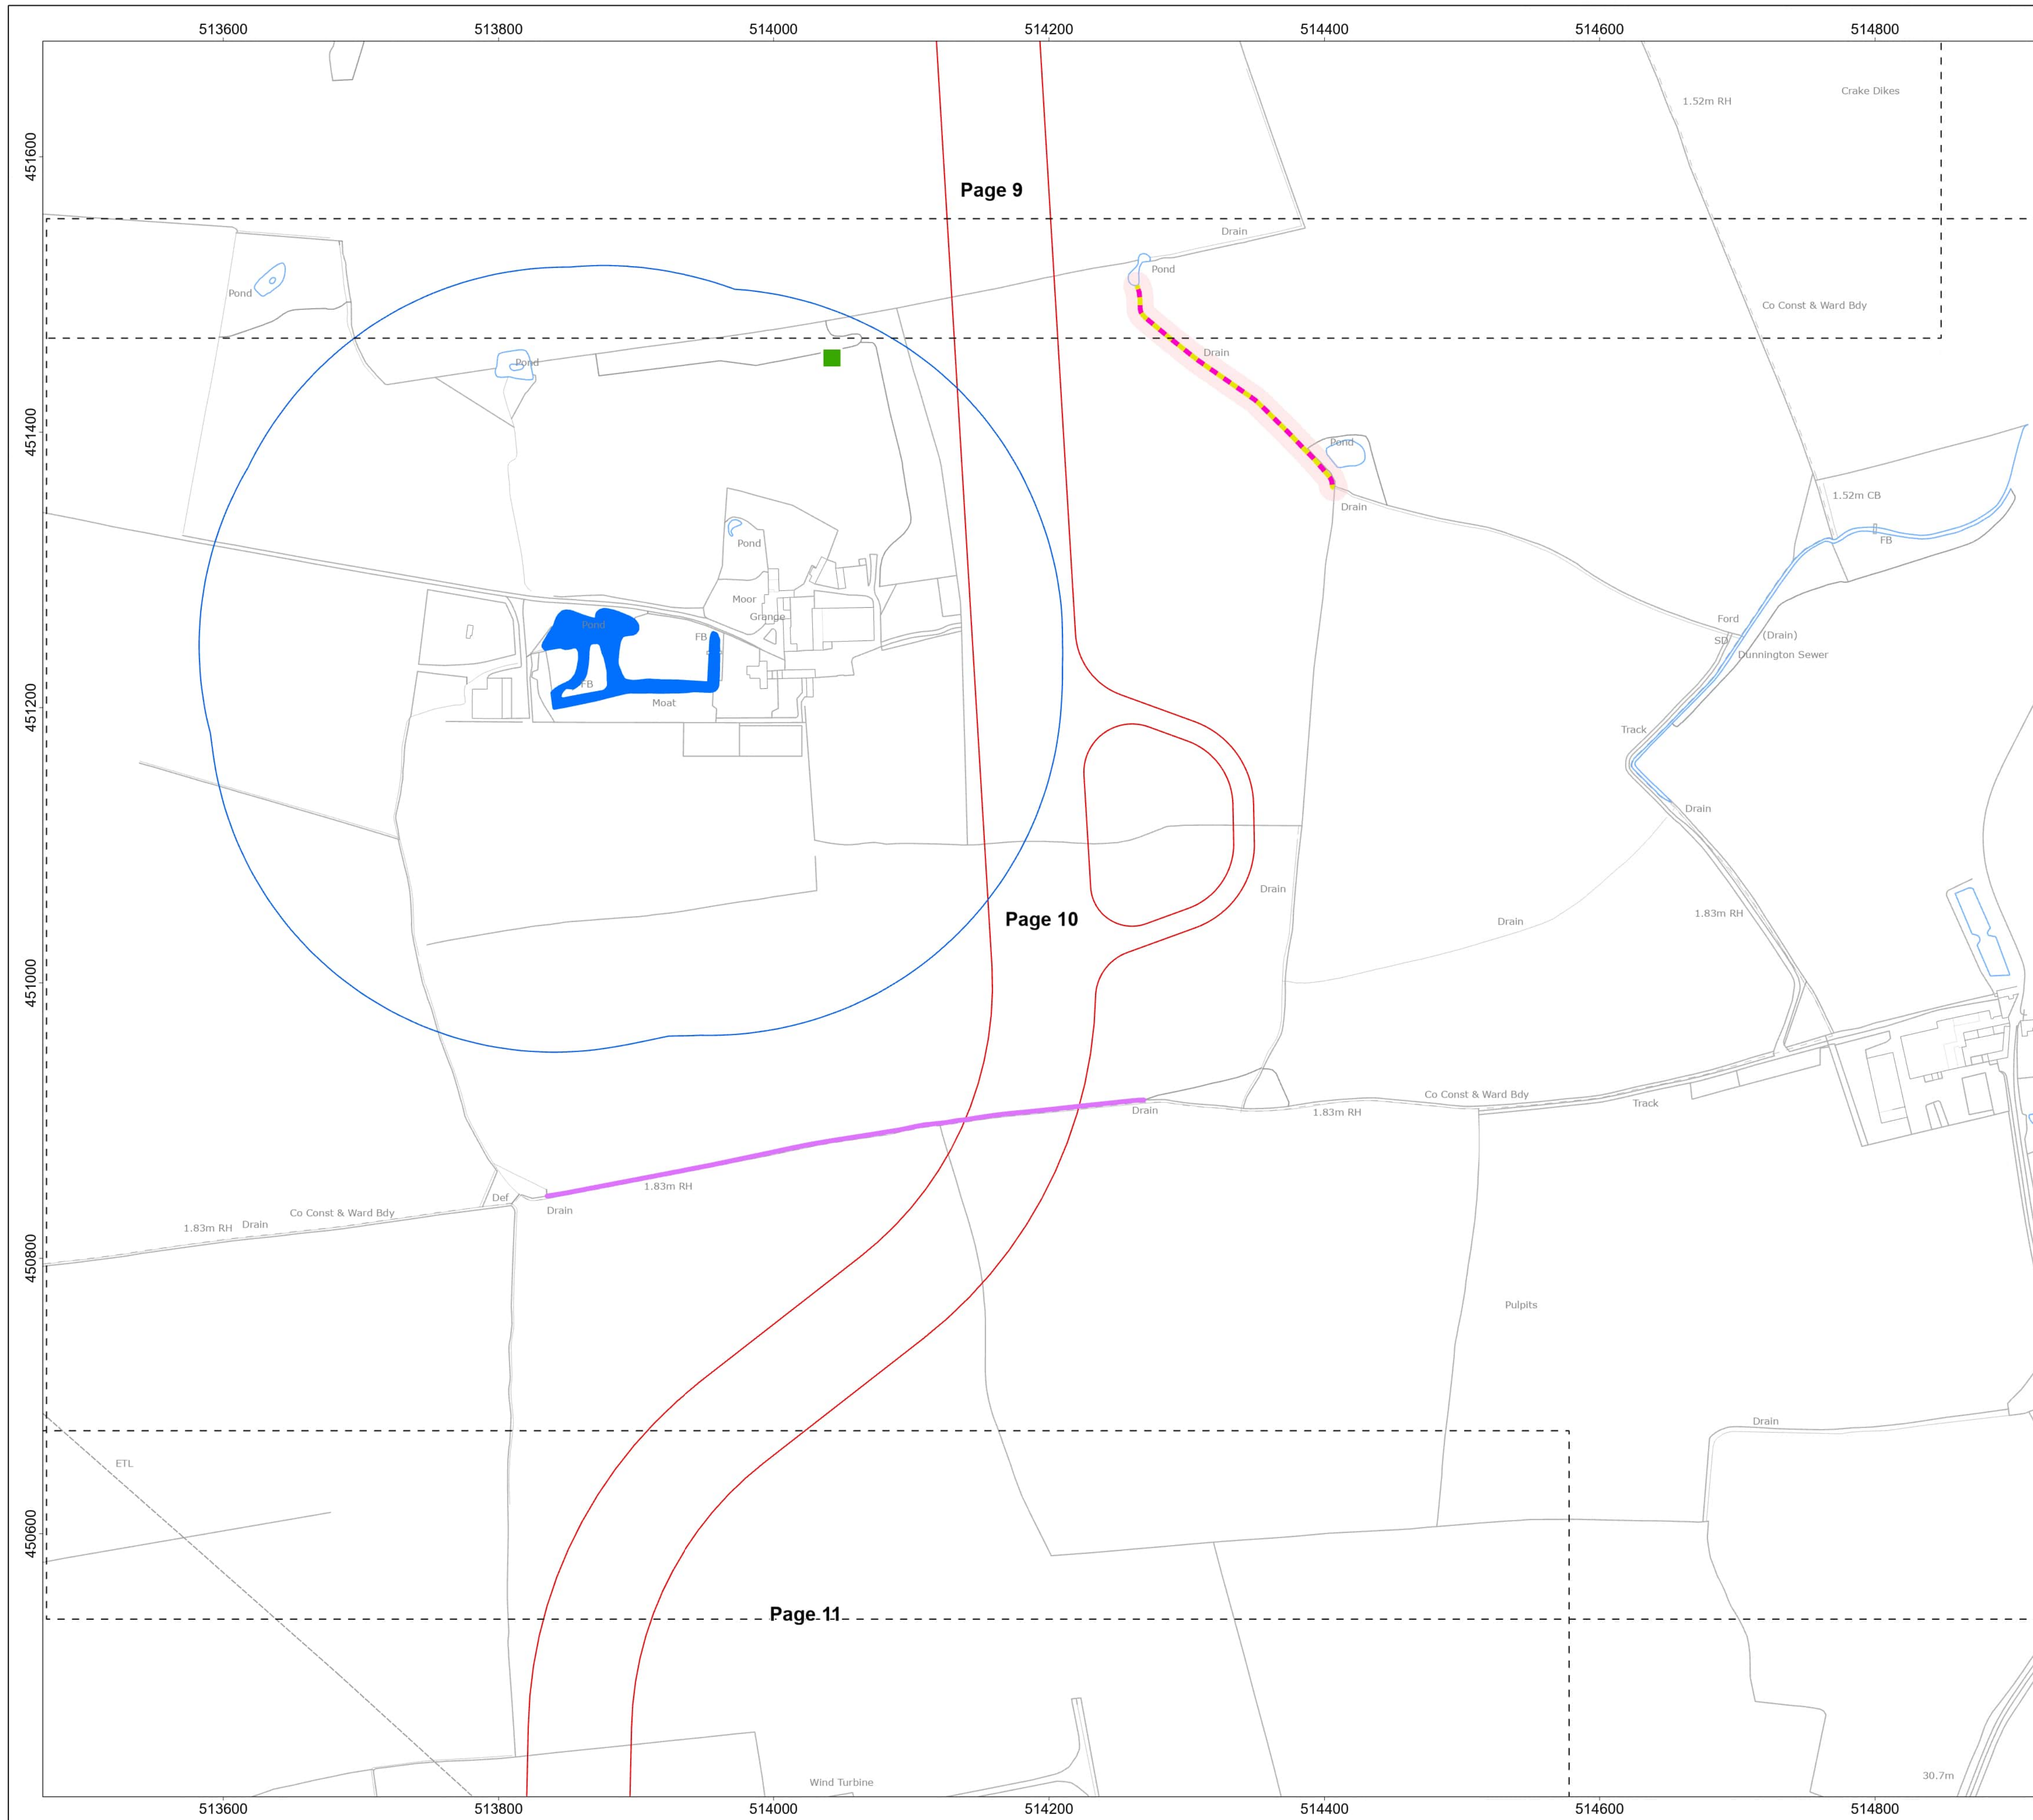 513600 513800 514000 514200 514400 514600 514800
Crake Dikes
1.52m RH
451600
Page 9
Drain
Pond
Pond
Co Const & Ward Bdy
Drain
Pond
451400
Pond
1.52m CB
Drain
FB
Pond
Moor
Grange
Ford
Pond
FB
SD
(Drain)
Dunnington Sewer
FB
Moat
451200
Track
Drain
Drain
1.83m RH
Page 10
Drain
451000
Co Const & Ward Bdy
Track
Drain
1.83m RH
1.83m RH
Def
Drain
Co Const & Ward Bdy
1.83m RH Drain
450800
Pulpits
Drain
ETL
450600
Page 11
30.7m
Wind Turbine
513600 513800 514000 514200 514400 514600 514800